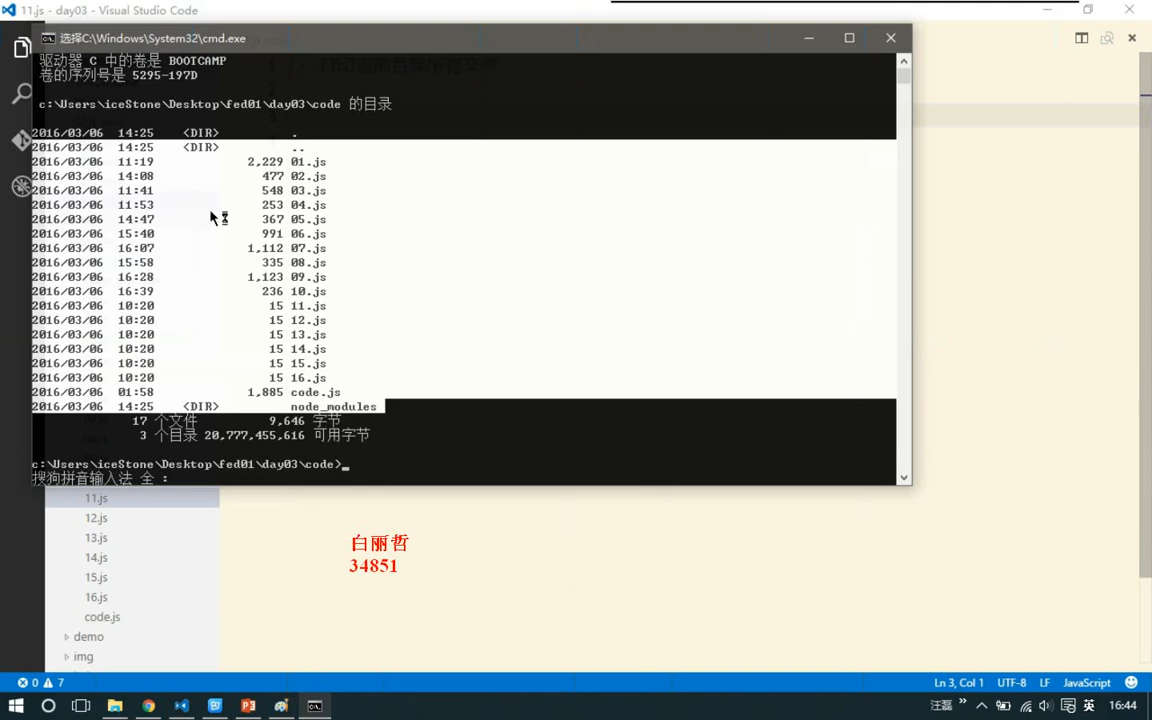 11.js - day03 - Visual Studio Code
选择C:\Windows\System32\cmd.exe
驱动器 C 中的卷是 BOOTCAMP
卷的序列号是 5295-197D
c:\Users\iceStone\Desktop\fed01\day03\code 的目录
2016/03/06 14:25 <DIR> .
2016/03/06 14:25 <DIR> ..
2016/03/06 11:19 2,229 01.js
2016/03/06 14:08 477 02.js
2016/03/06 11:41 548 03.js
2016/03/06 11:53 253 04.js
2016/03/06 14:47 367 05.js
2016/03/06 15:40 991 06.js
2016/03/06 16:07 1,112 07.js
2016/03/06 15:58 335 08.js
2016/03/06 16:28 1,123 09.js
2016/03/06 16:39 236 10.js
2016/03/06 10:20 15 11.js
2016/03/06 10:20 15 12.js
2016/03/06 10:20 15 13.js
2016/03/06 10:20 15 14.js
2016/03/06 10:20 15 15.js
2016/03/06 10:20 15 16.js
2016/03/06 01:58 1,885 code.js
2016/03/06 14:25 <DIR> node_modules
17 个文件 9,646 字节
3 个目录 20,777,455,616 可用字节
c:\Users\iceStone\Desktop\fed01\day03\code>_
搜狗拼音输入法 全 :
11.js
12.js
13.js
14.js
15.js
16.js
code.js
demo
img
白丽哲
34851
0 7
Ln 3, Col 1 UTF-8 LF JavaScript
汪磊 英 16:44